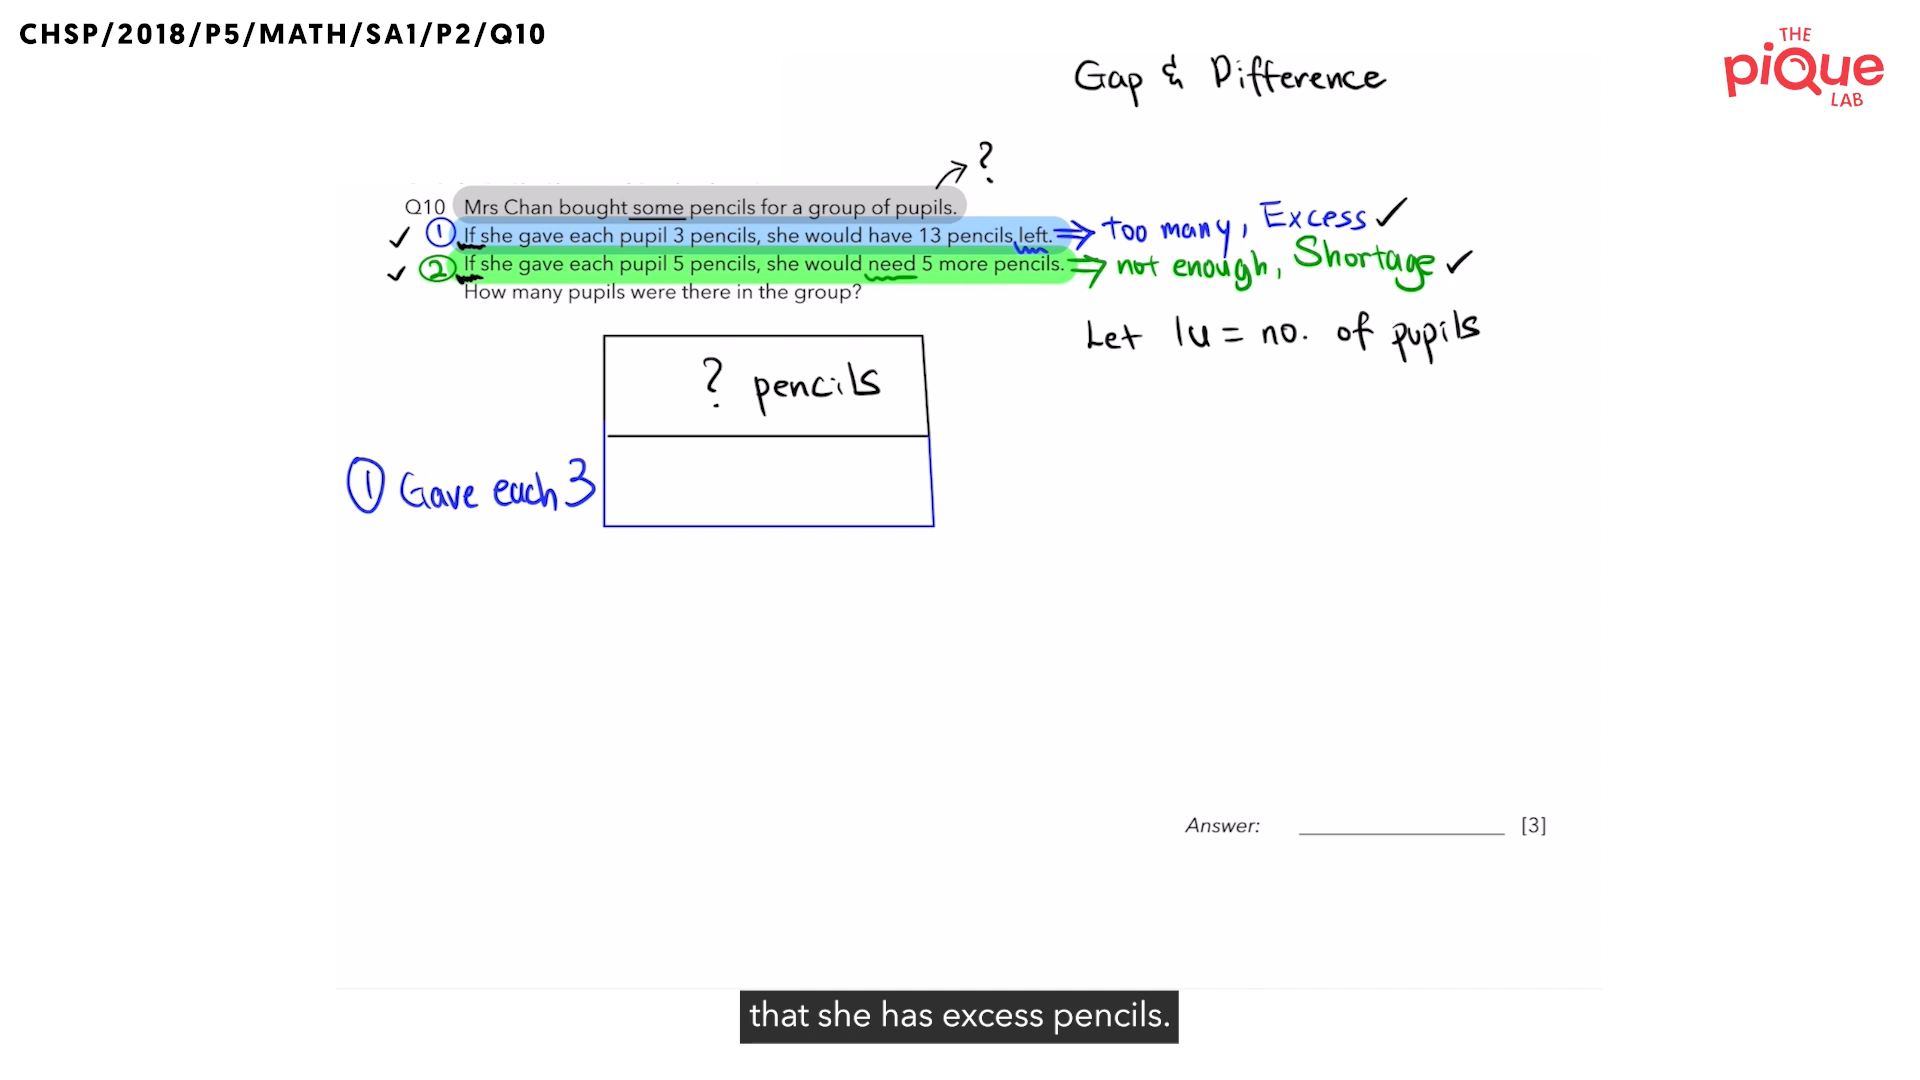 CHSP/2018/P5/MATH/SA1/P2/Q10
THE
piQue
LAB
Gap & Difference
?
Q10 Mrs Chan bought some pencils for a group of pupils.
① If she gave each pupil 3 pencils, she would have 13 pencils left. ⇒ too many, Excess ✓
② If she gave each pupil 5 pencils, she would need 5 more pencils. ⇒ not enough, Shortage ✓
How many pupils were there in the group?
Let 1u = no. of pupils
? pencils
① Gave each 3
Answer: ____________ [3]
that she has excess pencils.